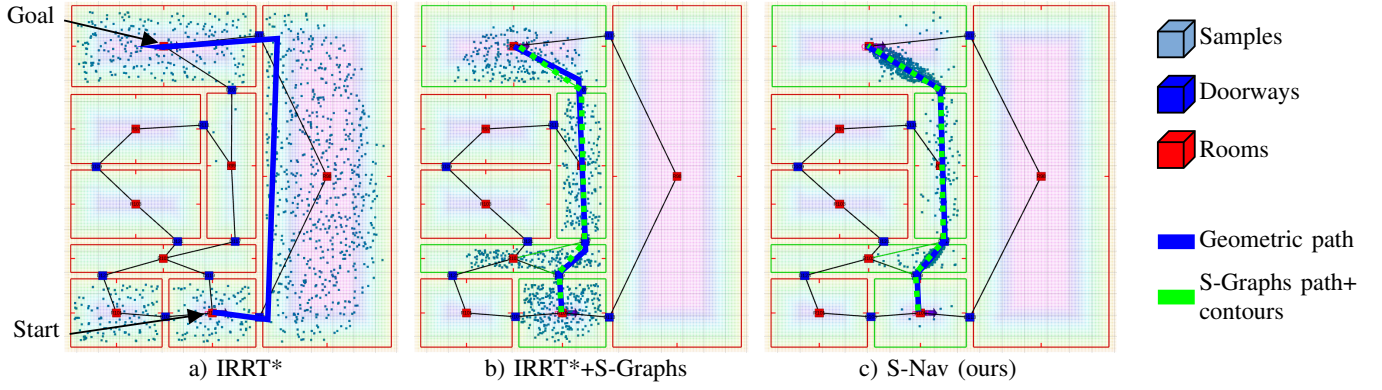 Goal
Start
a) IRRT*
b) IRRT*+S-Graphs
c) S-Nav (ours)
Samples
Doorways
Rooms
Geometric path
S-Graphs path+
contours